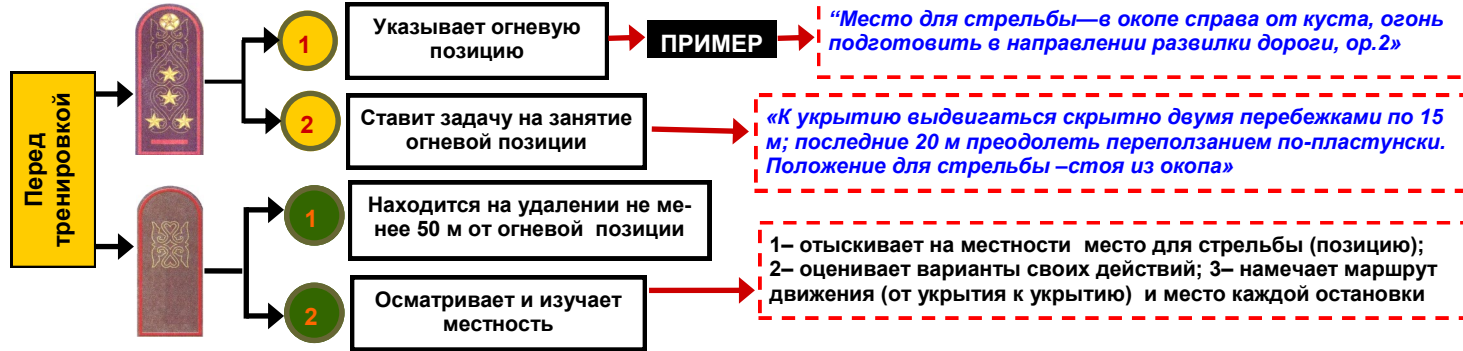 Перед
тренировкой
1
Указывает огневую
позицию
ПРИМЕР
“Место для стрельбы—в окопе справа от куста, огонь
подготовить в направлении развилки дороги, ор.2»
2
Ставит задачу на занятие
огневой позиции
«К укрытию выдвигаться скрытно двумя перебежками по 15
м; последние 20 м преодолеть переползанием по-пластунски.
Положение для стрельбы –стоя из окопа»
1
Находится на удалении не ме-
нее 50 м от огневой позиции
2
Осматривает и изучает
местность
1– отыскивает на местности место для стрельбы (позицию);
2– оценивает варианты своих действий; 3– намечает маршрут
движения (от укрытия к укрытию) и место каждой остановки